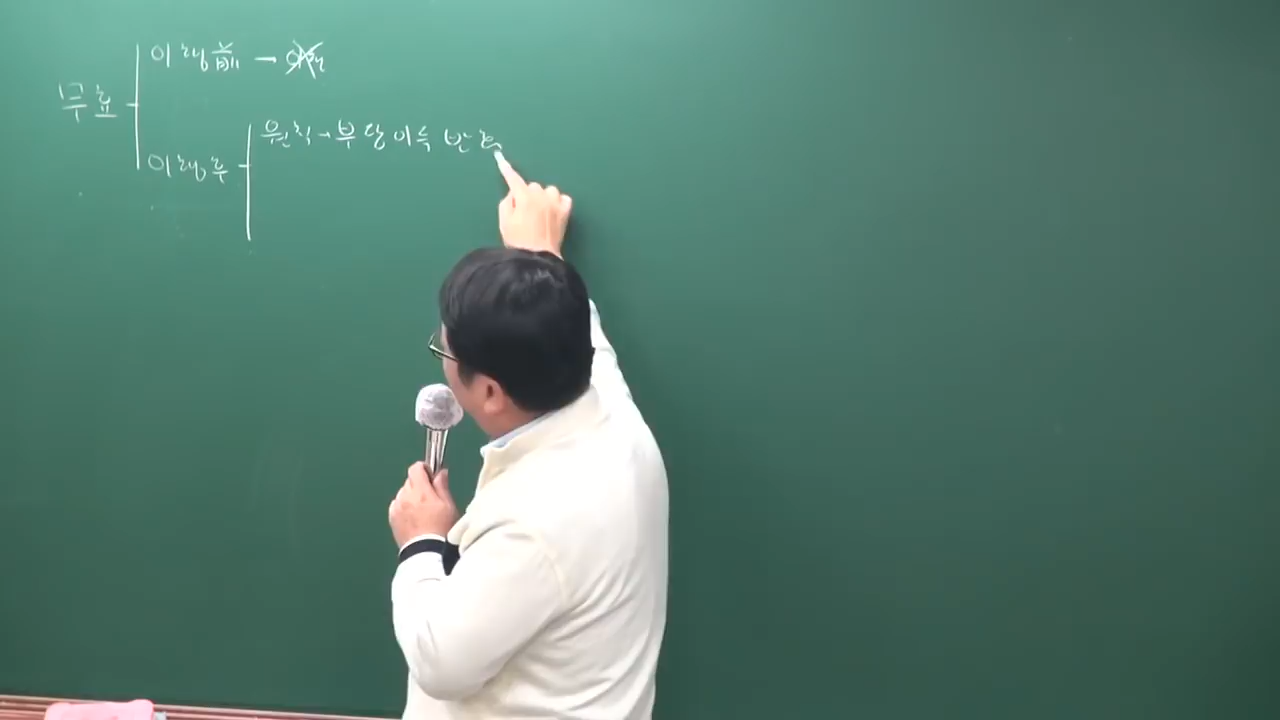 이행前 → 이행
무효
원칙→부당이득 반환
이행후